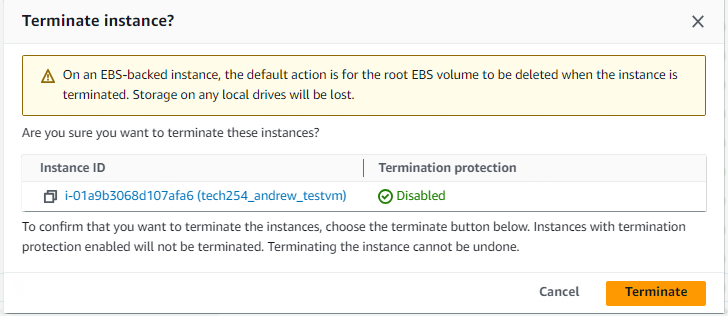 Terminate instance?
On an EBS-backed instance, the default action is for the root EBS volume to be deleted when the instance is
terminated. Storage on any local drives will be lost.
Are you sure you want to terminate these instances?
Instance ID Termination protection
i-01a9b3068d107afa6 (tech254_andrew_testvm) Disabled
To confirm that you want to terminate the instances, choose the terminate button below. Instances with termination
protection enabled will not be terminated. Terminating the instance cannot be undone.
Cancel Terminate